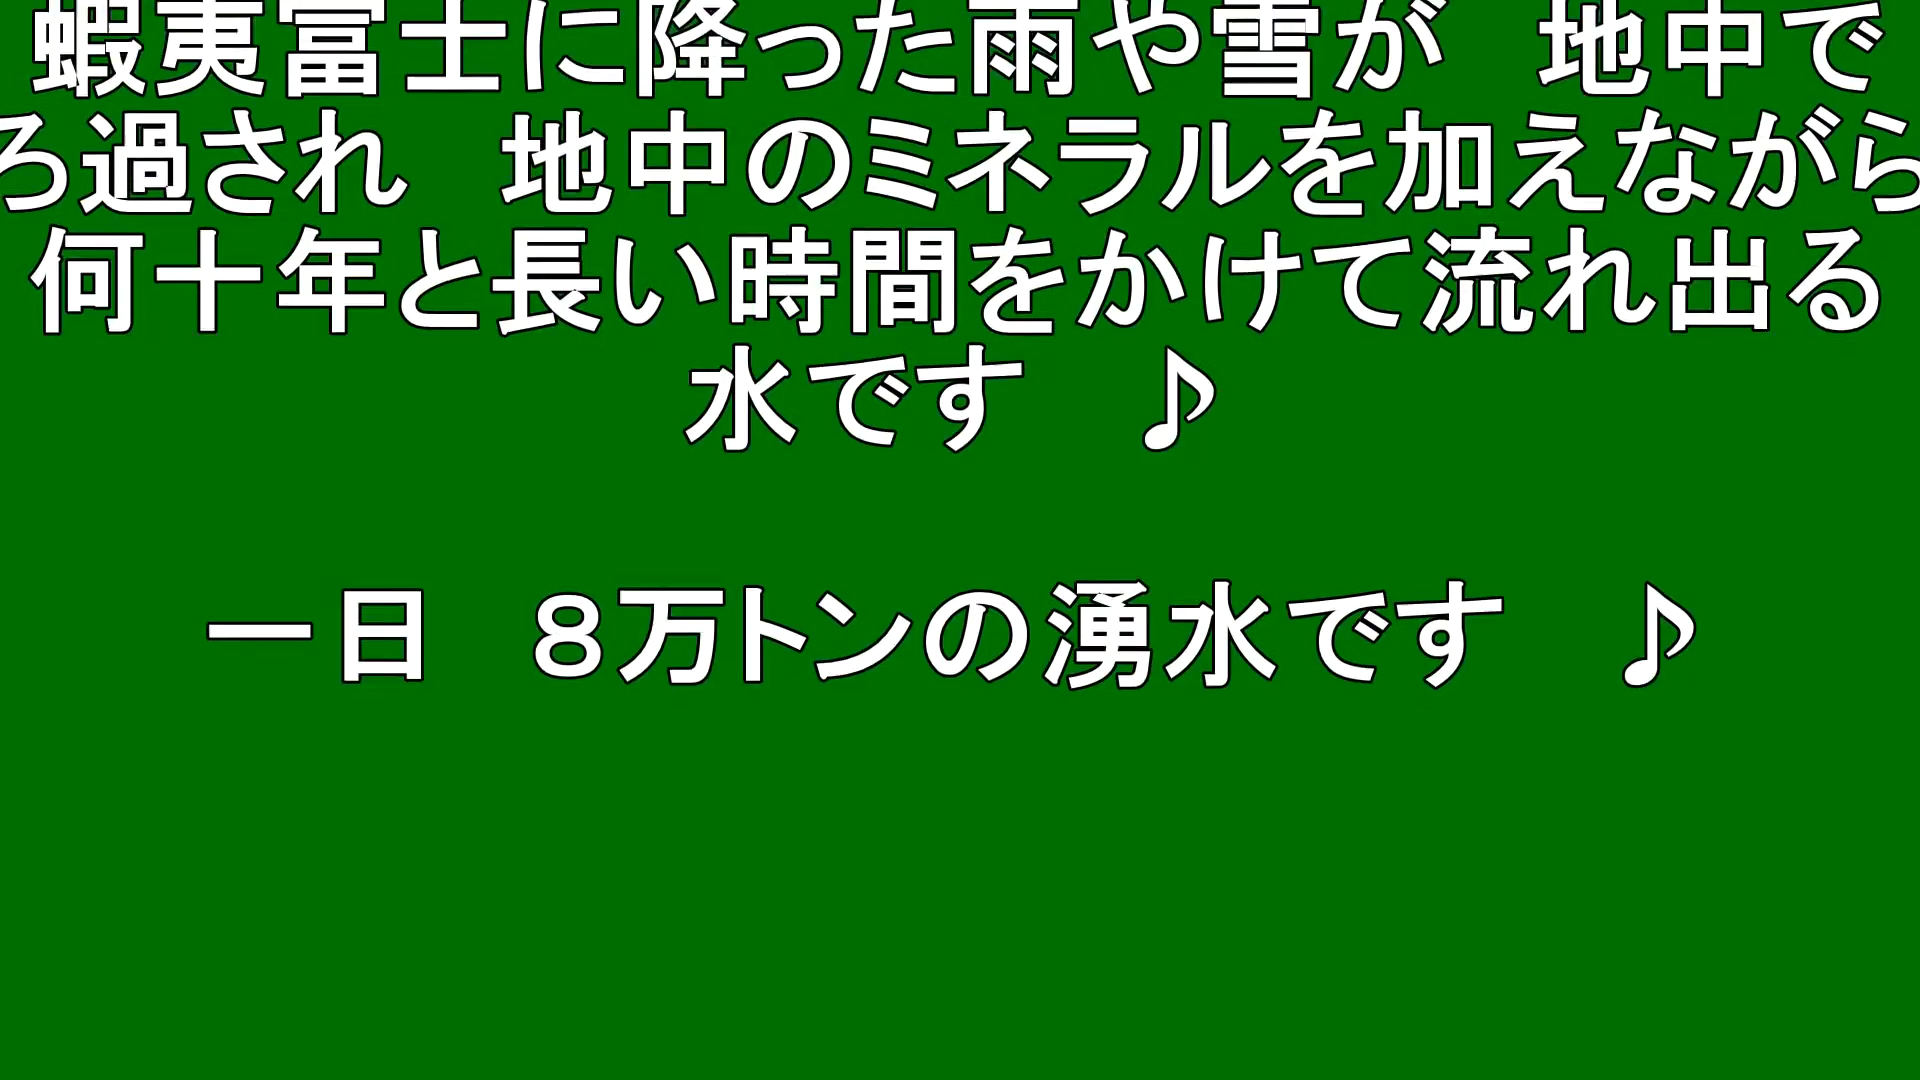 蝦夷富士に降った雨や雪が　地中で
ろ過され　地中のミネラルを加えながら
何十年と長い時間をかけて流れ出る
水です　♪
一日　８万トンの湧水です　♪